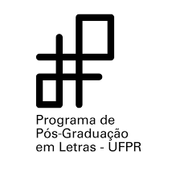 Programa de
Pós-Graduação
em Letras - UFPR